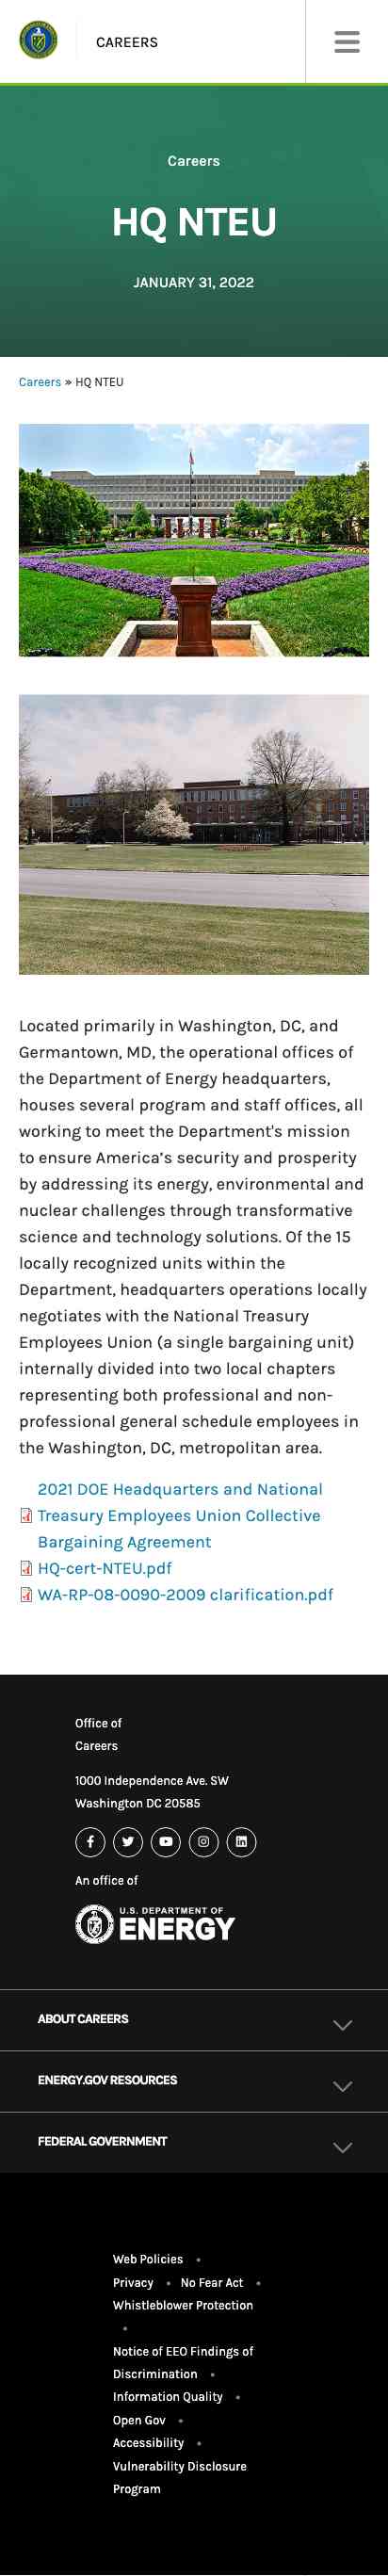 CAREERS
Careers
HQ NTEU
JANUARY 31, 2022
Careers » HQ NTEU
Located primarily in Washington, DC, and
Germantown, MD, the operational offices of
the Department of Energy headquarters,
houses several program and staff offices, all
working to meet the Department's mission
to ensure America’s security and prosperity
by addressing its energy, environmental and
nuclear challenges through transformative
science and technology solutions. Of the 15
locally recognized units within the
Department, headquarters operations locally
negotiates with the National Treasury
Employees Union (a single bargaining unit)
internally divided into two local chapters
representing both professional and non-
professional general schedule employees in
the Washington, DC, metropolitan area.
2021 DOE Headquarters and National
Treasury Employees Union Collective
Bargaining Agreement
HQ-cert-NTEU.pdf
WA-RP-08-0090-2009 clarification.pdf
Office of
Careers
1000 Independence Ave. SW
Washington DC 20585
An office of
U.S. DEPARTMENT OF
ENERGY
ABOUT CAREERS
ENERGY.GOV RESOURCES
FEDERAL GOVERNMENT
Web Policies •
Privacy • No Fear Act •
Whistleblower Protection
•
Notice of EEO Findings of
Discrimination •
Information Quality •
Open Gov •
Accessibility •
Vulnerability Disclosure
Program